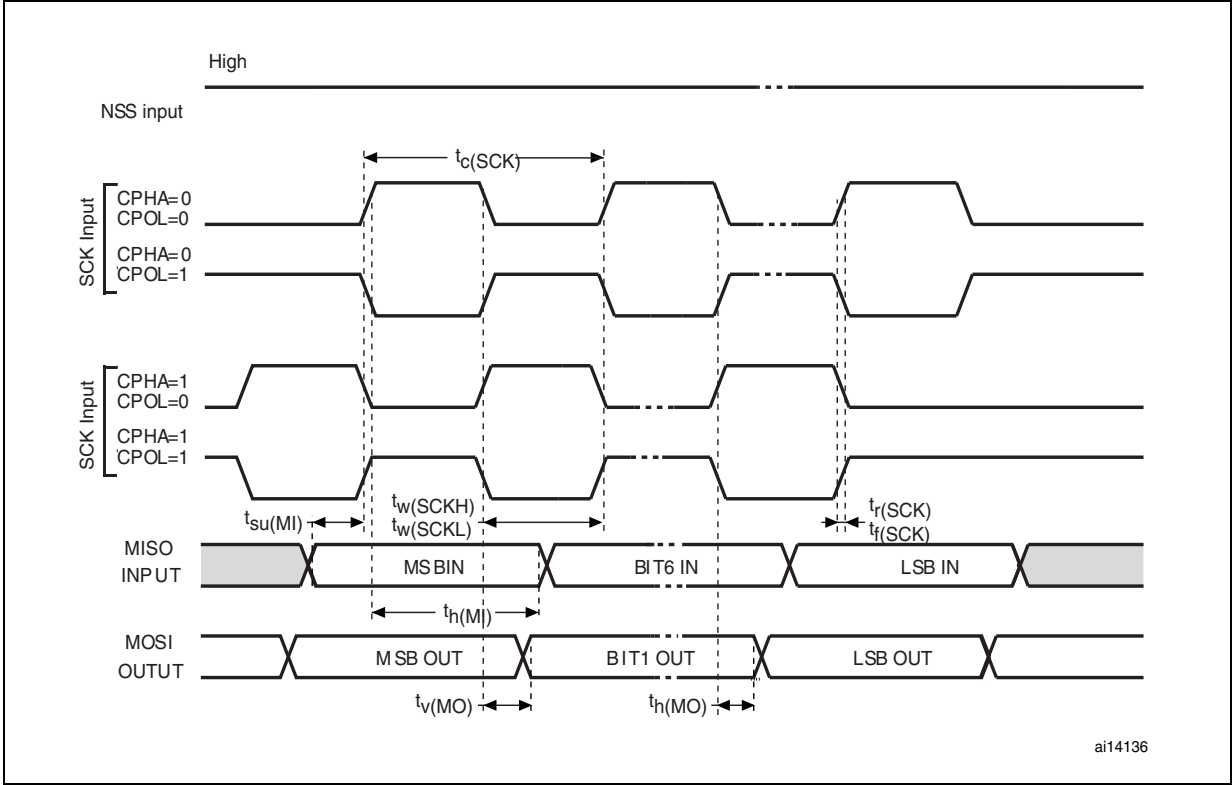 High
NSS input
tc(SCK)
SCK Input
CPHA=0
CPOL=0
CPHA=0
CPOL=1
SCK Input
CPHA=1
CPOL=0
CPHA=1
CPOL=1
tsu(MI)
tw(SCKH)
tw(SCKL)
tr(SCK)
tf(SCK)
MISO
INPUT
MSBIN
BIT6 IN
LSB IN
th(MI)
MOSI
OUTUT
MSB OUT
BIT1 OUT
LSB OUT
tv(MO)
th(MO)
ai14136